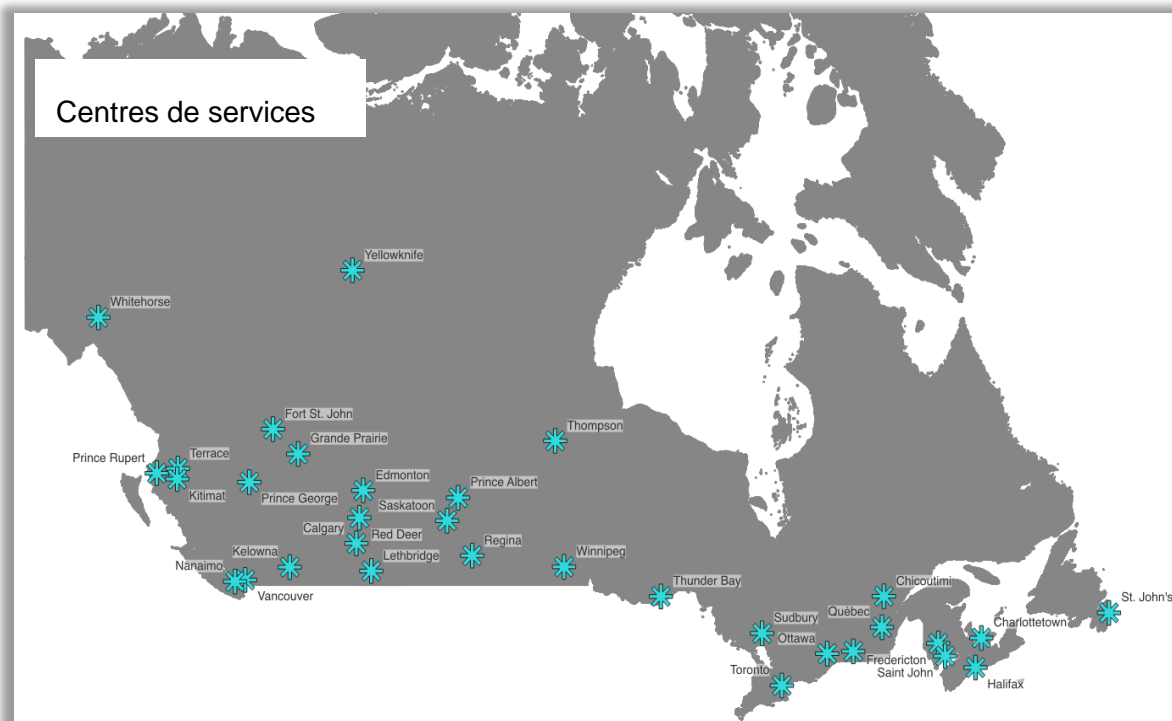 Centres de services
Yellowknife
Whitehorse
Fort St. John
Grande Prairie
Thompson
Prince Rupert
Terrace
Kitimat
Prince George
Edmonton
Prince Albert
Saskatoon
Calgary
Red Deer
Regina
Kelowna
Lethbridge
Winnipeg
Nanaimo
Vancouver
Thunder Bay
Chicoutimi
St. John's
Québec
Sudbury
Charlottetown
Ottawa
Fredericton
Saint John
Toronto
Halifax